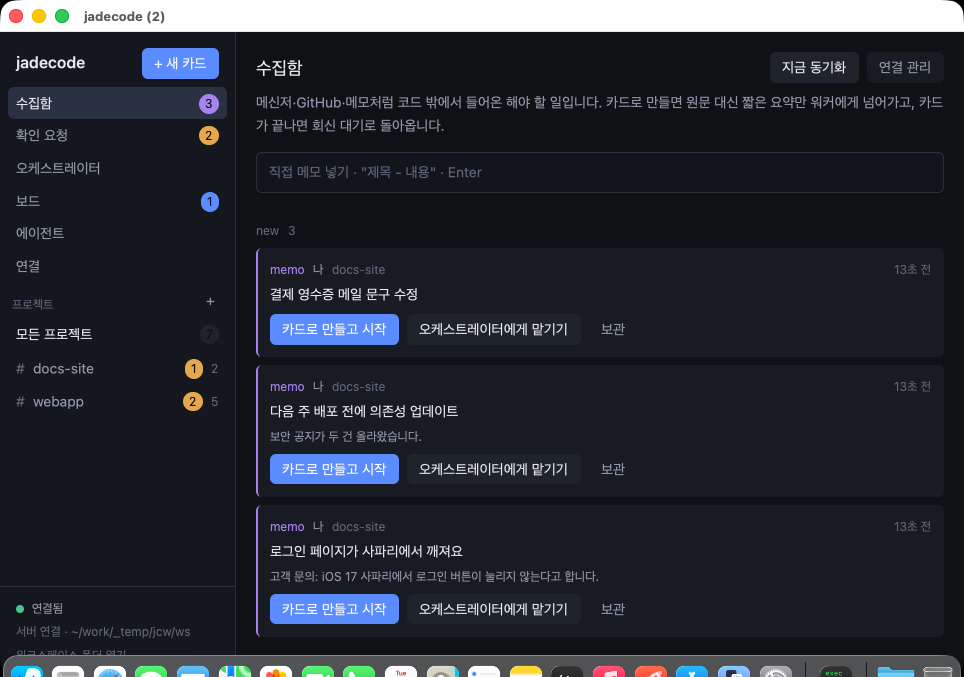 jadecode (2)
jadecode
+ 새 카드
수집함 3
확인 요청 2
오케스트레이터
보드 1
에이전트
연결
프로젝트 +
모든 프로젝트 7
# docs-site 1 2
# webapp 2 5
연결됨
서버 연결 · ~/work/_temp/jcw/ws
워크스페이스 폴더 열기
수집함
지금 동기화
연결 관리
메신저·GitHub·메모처럼 코드 밖에서 들어온 해야 할 일입니다. 카드로 만들면 원문 대신 짧은 요약만 워커에게 넘어가고, 카드
가 끝나면 회신 대기로 돌아옵니다.
직접 메모 넣기 · "제목 – 내용" · Enter
new 3
memo 나 docs-site 13초 전
결제 영수증 메일 문구 수정
카드로 만들고 시작 오케스트레이터에게 맡기기 보관
memo 나 docs-site 13초 전
다음 주 배포 전에 의존성 업데이트
보안 공지가 두 건 올라왔습니다.
카드로 만들고 시작 오케스트레이터에게 맡기기 보관
memo 나 docs-site 13초 전
로그인 페이지가 사파리에서 깨져요
고객 문의: iOS 17 사파리에서 로그인 버튼이 눌리지 않는다고 합니다.
카드로 만들고 시작 오케스트레이터에게 맡기기 보관
Tue
exec